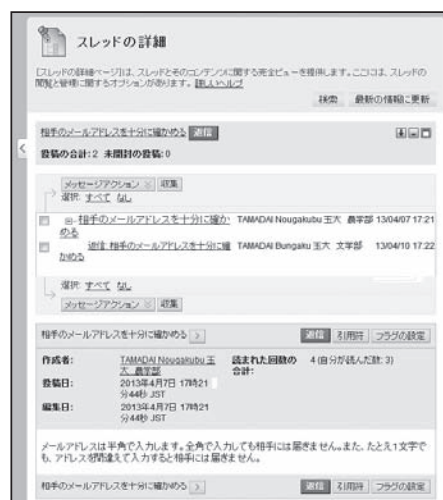 スレッドの詳細
[スレッドの詳細ページ]は、スレッドとそのコンテンツに関する完全ビューを提供します。ここには、スレッドの
閲覧と管理に関するオプションがあります。 詳しいヘルプ
検索 最新の情報に更新
相手のメールアドレスを十分に確かめる 返信
投稿の合計:2 未開封の投稿:0
メッセージアクション 収集
選択: すべて なし
相手のメールアドレスを十分に確か TAMADAI Nougakubu 玉大 農学部 13/04/07 17:21
める
返信:相手のメールアドレスを十分に確 TAMADAI Bungaku 玉大 文学部 13/04/10 17:22
かめる
選択: すべて なし
メッセージアクション 収集
相手のメールアドレスを十分に確かめる > 返信 引用符 フラグの設定
作成者: TAMADAI Nougakubu 玉 読まれた回数の 4 (自分が読んだ数: 3)
大 農学部 合計:
投稿日: 2013年4月7日 17時21
分44秒 JST
編集日: 2013年4月7日 17時21
分44秒 JST
メールアドレスは半角で入力します。全角で入力しても相手には届きません。また、たとえ1文字で
も、アドレスを間違えて入力すると相手には届きません。
相手のメールアドレスを十分に確かめる > 返信 引用符 フラグの設定